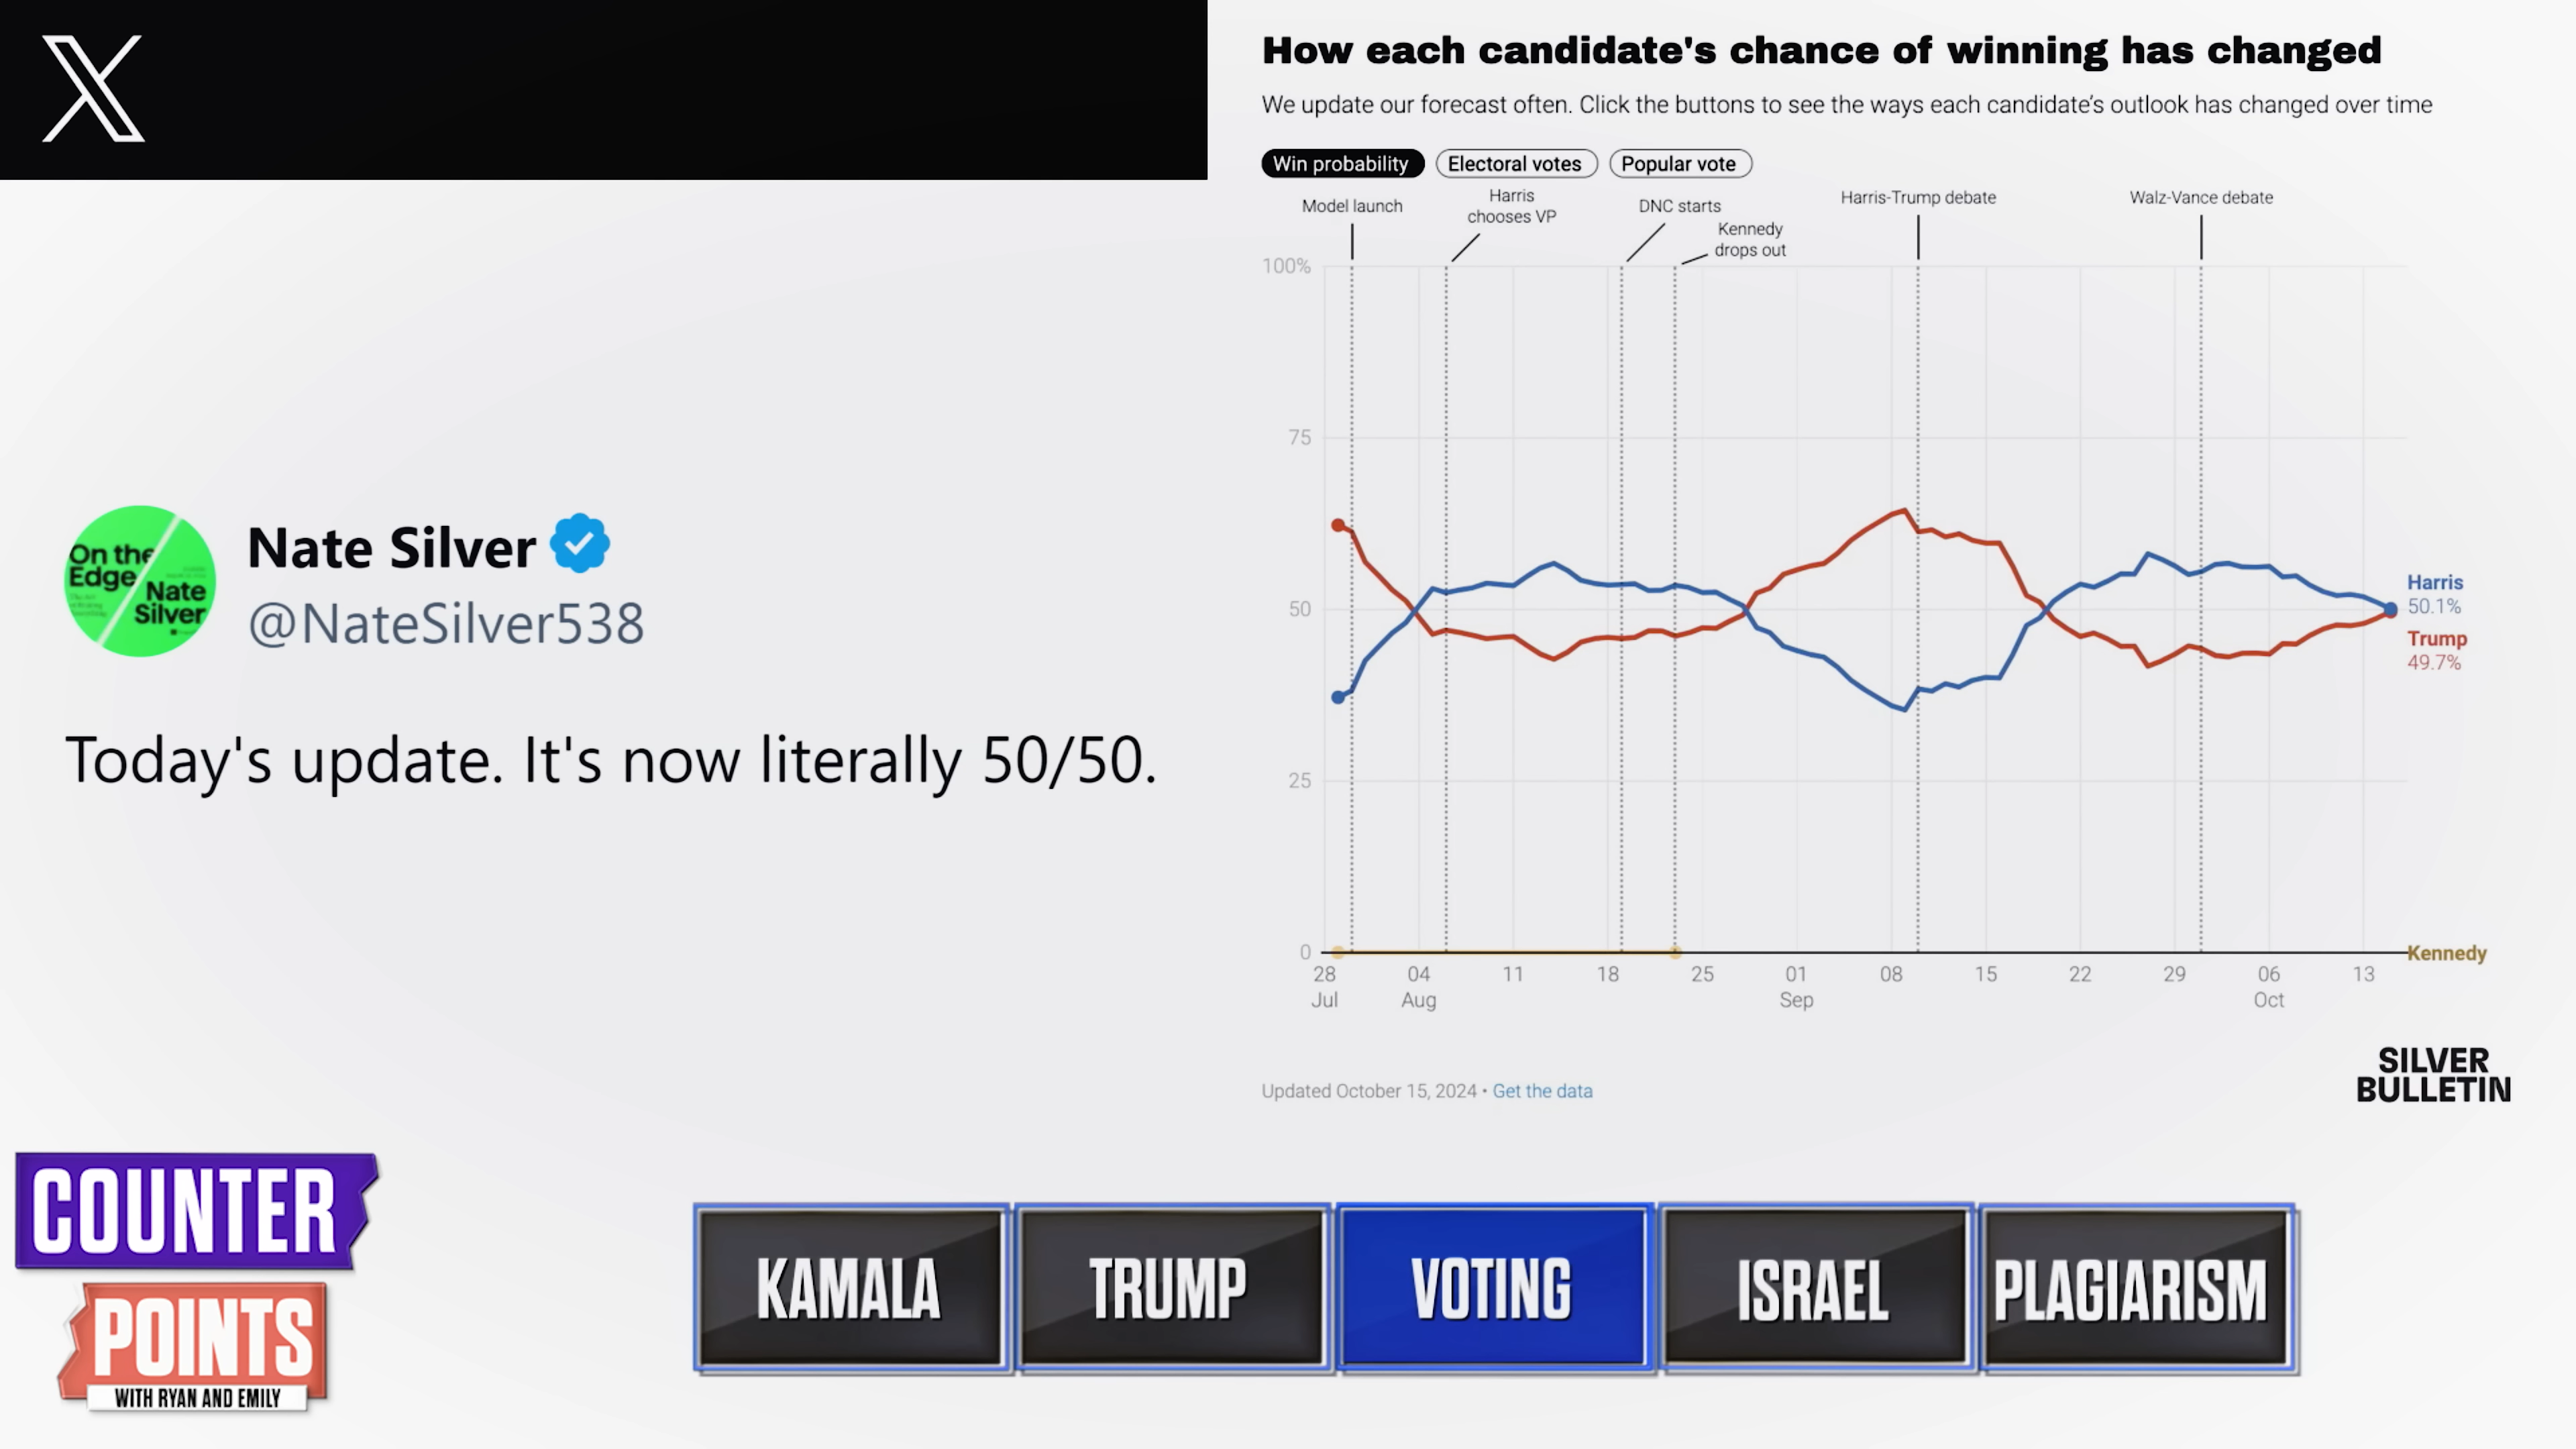 X
How each candidate's chance of winning has changed
We update our forecast often. Click the buttons to see the ways each candidate's outlook has changed over time
Win probability
Electoral votes
Popular vote
Model launch
Harris
chooses VP
DNC starts
Kennedy
drops out
Harris-Trump debate
Walz-Vance debate
100%
75
50
25
0
Harris
50.1%
Trump
49.7%
Kennedy
28 04 11 18 25 01 08 15 22 29 06 13
Jul Aug Sep Oct
Updated October 15, 2024 • Get the data
SILVER
BULLETIN
On the
Edge
Nate
Silver
Nate Silver
@NateSilver538
Today's update. It's now literally 50/50.
COUNTER
POINTS
WITH RYAN AND EMILY
KAMALA
TRUMP
VOTING
ISRAEL
PLAGIARISM